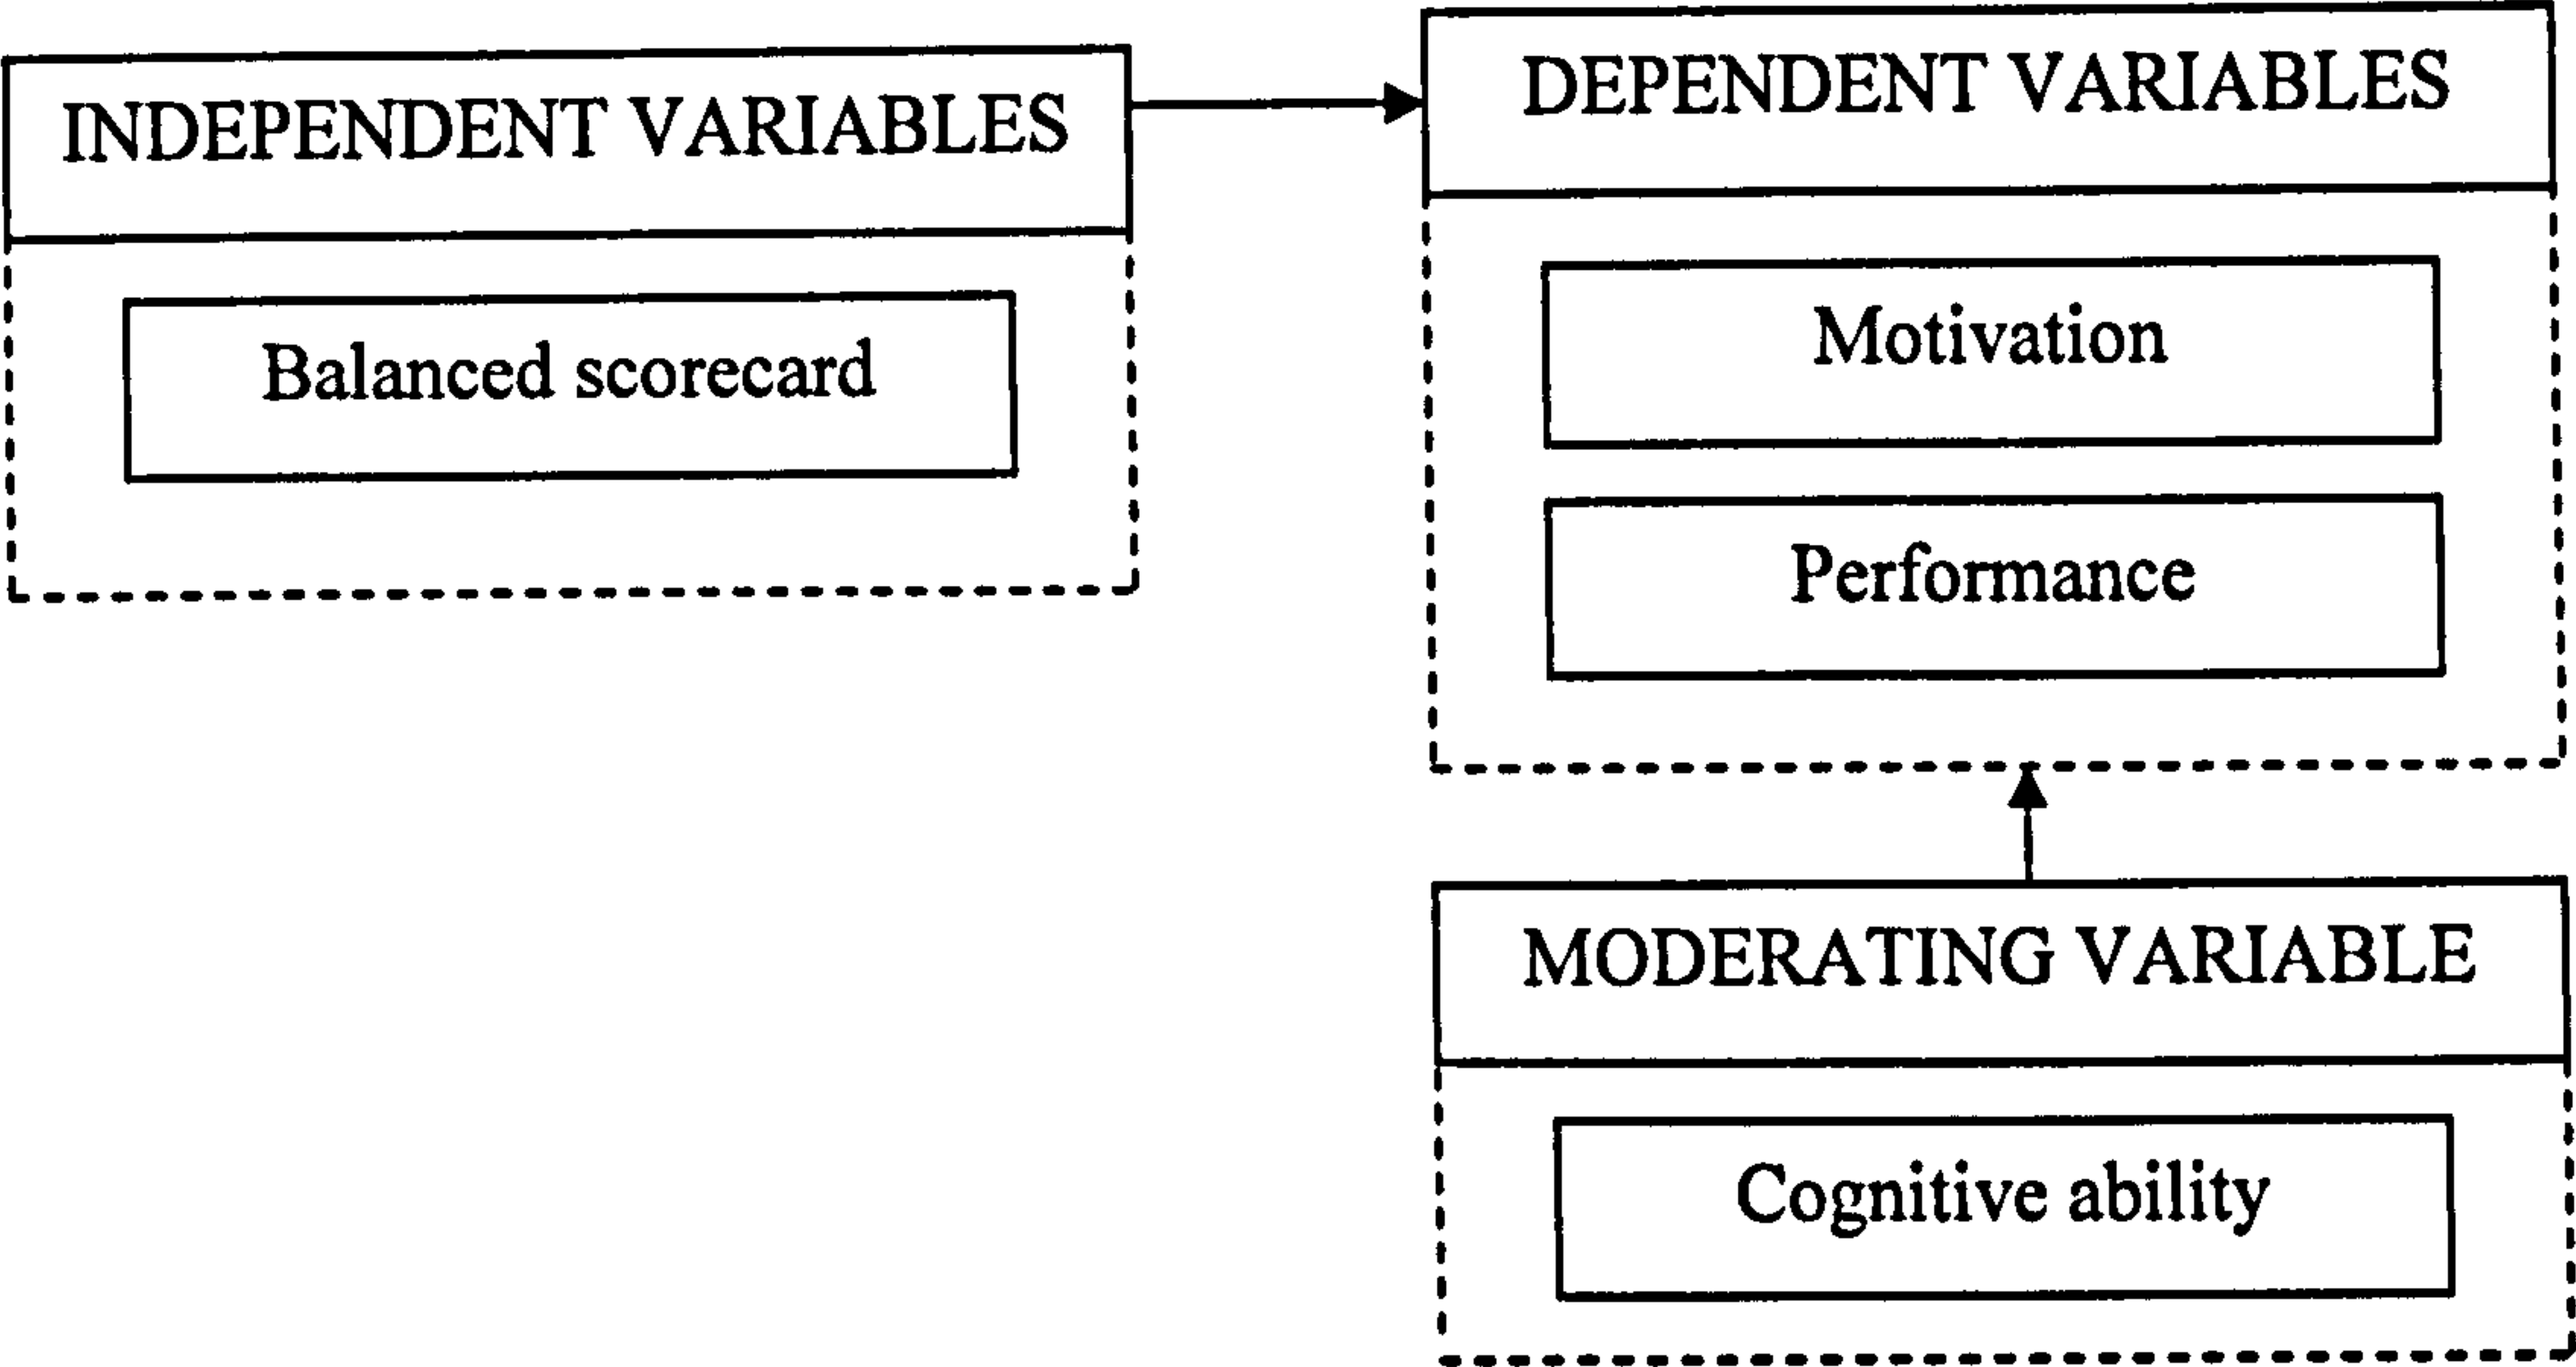 INDEPENDENT VARIABLES
Balanced scorecard
DEPENDENT VARIABLES
Motivation
Performance
MODERATING VARIABLE
Cognitive ability